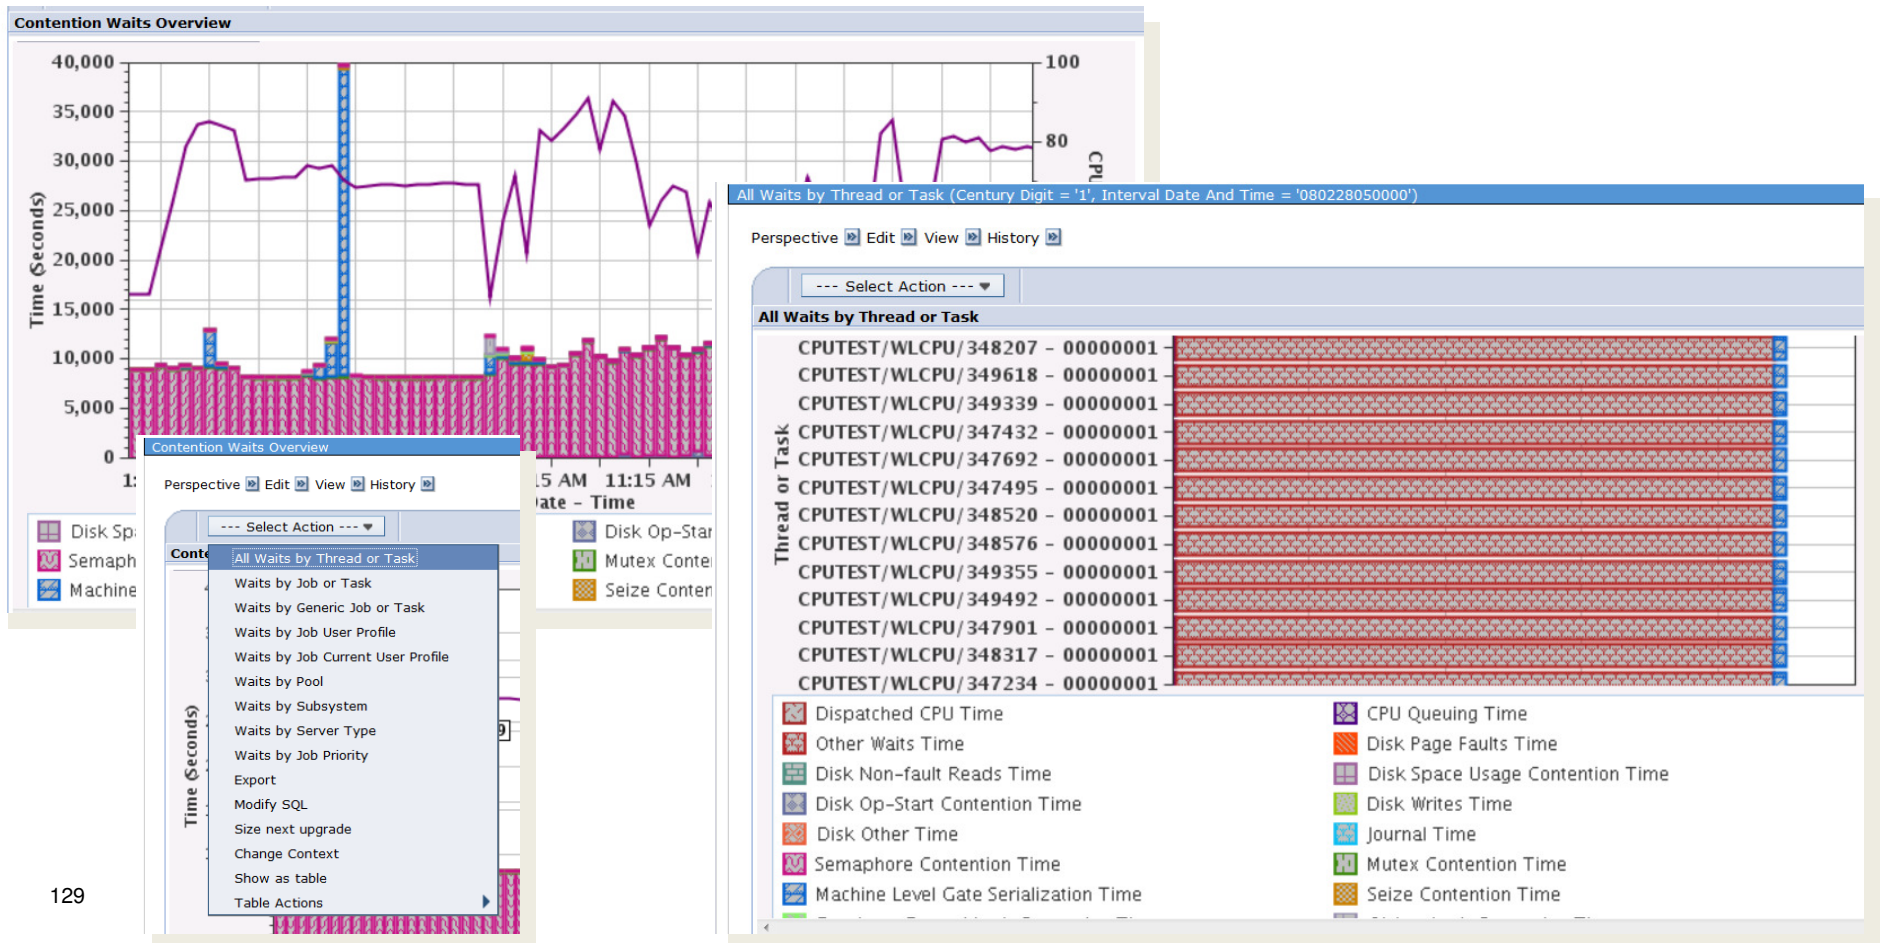 Contention Waits Overview
40,000
35,000
30,000
25,000
20,000
15,000
10,000
5,000
0
Time (Seconds)
100
80
15 AM 11:15 AM
Date - Time
Disk Op-Star
Semaph
Mutex Conte
Machine
Seize Conter
Contention Waits Overview
Perspective Edit View History
--- Select Action ---
Conte
All Waits by Thread or Task
Waits by Job or Task
Waits by Generic Job or Task
Waits by Job User Profile
Waits by Job Current User Profile
Waits by Pool
Waits by Subsystem
Waits by Server Type
Waits by Job Priority
Export
Modify SQL
Size next upgrade
Change Context
Show as table
Table Actions
Time (Seconds)
129
All Waits by Thread or Task (Century Digit = '1', Interval Date And Time = '080228050000')
Perspective Edit View History
--- Select Action ---
All Waits by Thread or Task
Thread or Task
CPUTEST/WLCPU/348207 - 00000001
CPUTEST/WLCPU/349618 - 00000001
CPUTEST/WLCPU/349339 - 00000001
CPUTEST/WLCPU/347432 - 00000001
CPUTEST/WLCPU/347692 - 00000001
CPUTEST/WLCPU/347495 - 00000001
CPUTEST/WLCPU/348520 - 00000001
CPUTEST/WLCPU/348576 - 00000001
CPUTEST/WLCPU/349355 - 00000001
CPUTEST/WLCPU/349492 - 00000001
CPUTEST/WLCPU/347901 - 00000001
CPUTEST/WLCPU/348317 - 00000001
CPUTEST/WLCPU/347234 - 00000001
Dispatched CPU Time
CPU Queuing Time
Other Waits Time
Disk Page Faults Time
Disk Non-fault Reads Time
Disk Space Usage Contention Time
Disk Op-Start Contention Time
Disk Writes Time
Disk Other Time
Journal Time
Semaphore Contention Time
Mutex Contention Time
Machine Level Gate Serialization Time
Seize Contention Time